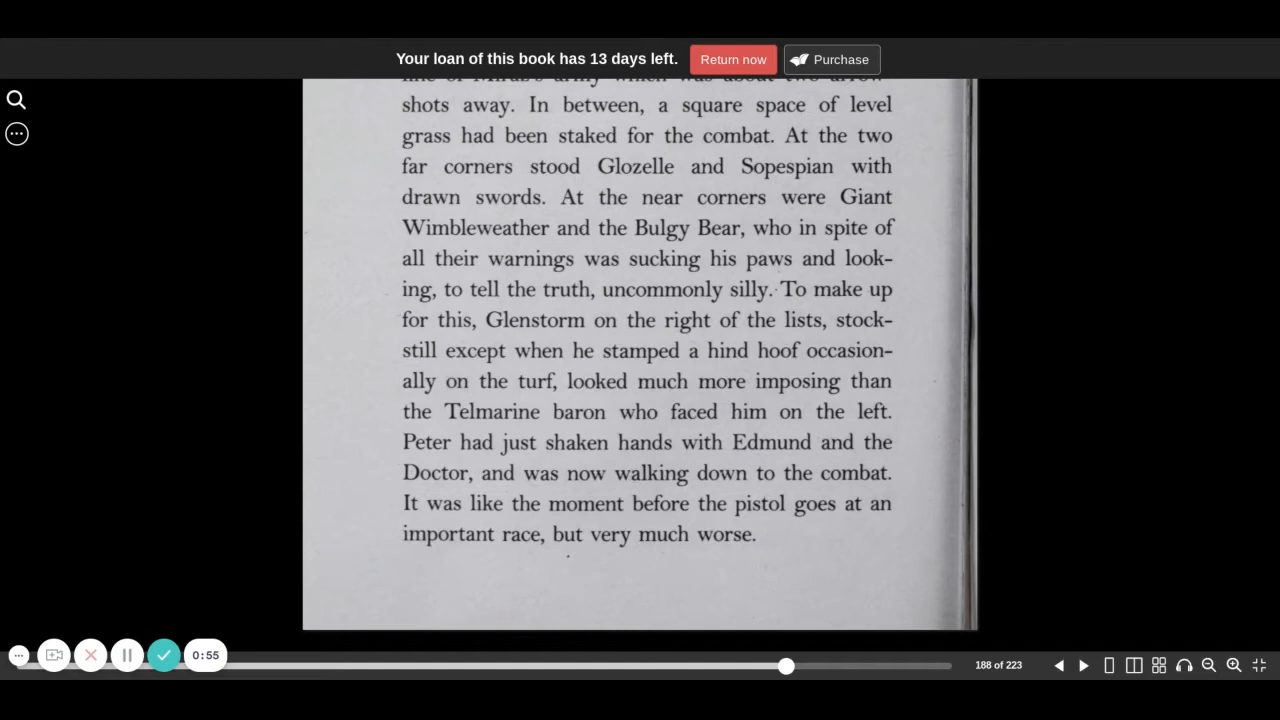 Your loan of this book has 13 days left. Return now Purchase
shots away. In between, a square space of level
grass had been staked for the combat. At the two
far corners stood Glozelle and Sopespian with
drawn swords. At the near corners were Giant
Wimbleweather and the Bulgy Bear, who in spite of
all their warnings was sucking his paws and look-
ing, to tell the truth, uncommonly silly. To make up
for this, Glenstorm on the right of the lists, stock-
still except when he stamped a hind hoof occasion-
ally on the turf, looked much more imposing than
the Telmarine baron who faced him on the left.
Peter had just shaken hands with Edmund and the
Doctor, and was now walking down to the combat.
It was like the moment before the pistol goes at an
important race, but very much worse.
0:55
188 of 223